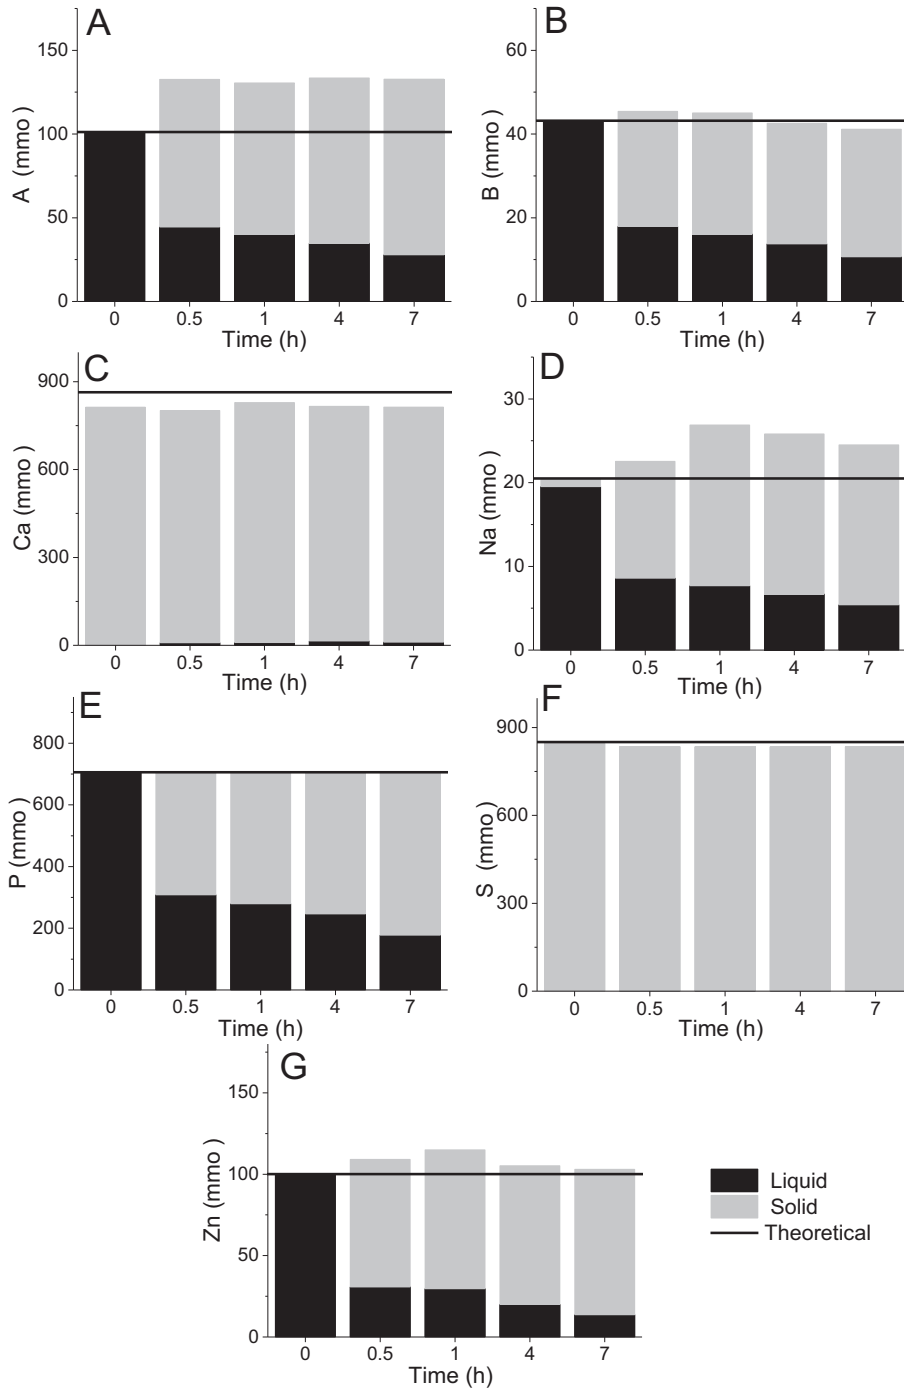 A
A (mmo )
150
100
50
0
0 0.5 1 4 7
Time (h)
B
B (mmo )
60
40
20
0
0 0.5 1 4 7
Time (h)
C
Ca (mmo )
900
600
300
0
0 0.5 1 4 7
Time (h)
D
Na (mmo )
30
20
10
0
0 0.5 1 4 7
Time (h)
E
P (mmo )
800
600
400
200
0
0 0.5 1 4 7
Time (h)
F
S (mmo )
900
600
300
0
0 0.5 1 4 7
Time (h)
G
Zn (mmo )
150
100
50
0
0 0.5 1 4 7
Time (h)
Liquid
Solid
Theoretical